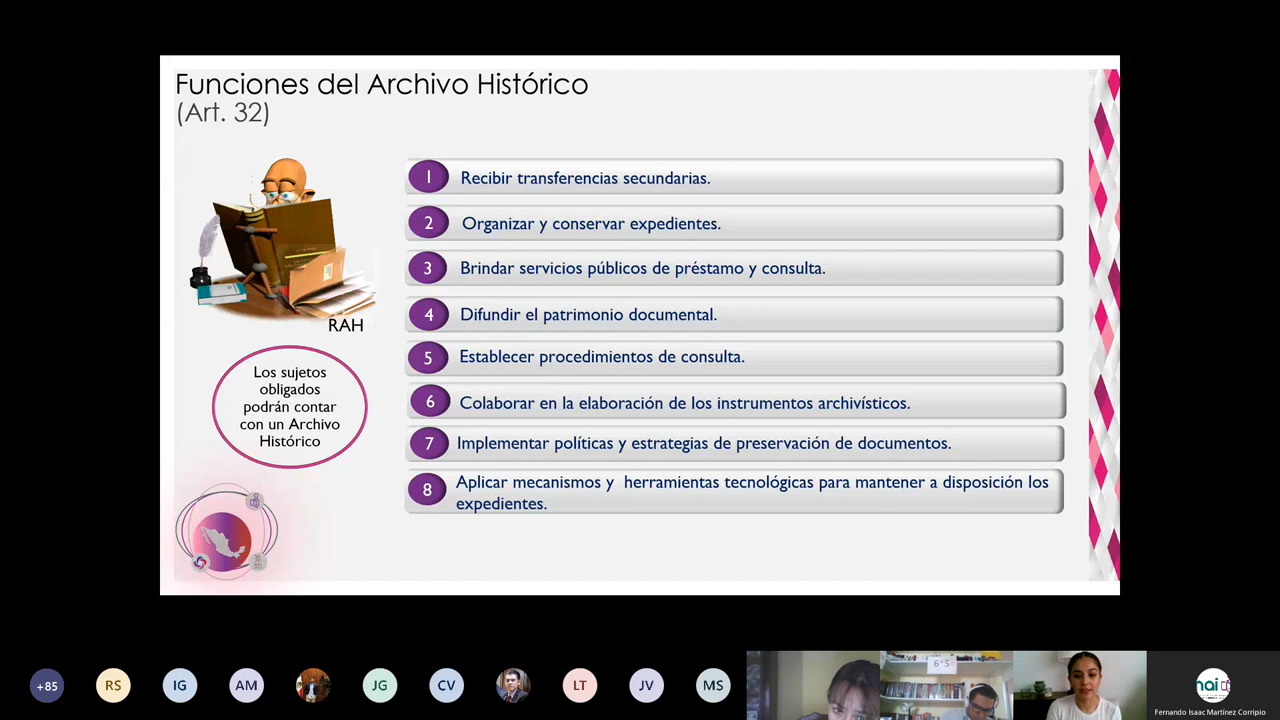 Funciones del Archivo Histórico
(Art. 32)
RAH
Los sujetos
obligados
podrán contar
con un Archivo
Histórico
1 Recibir transferencias secundarias.
2 Organizar y conservar expedientes.
3 Brindar servicios públicos de préstamo y consulta.
4 Difundir el patrimonio documental.
5 Establecer procedimientos de consulta.
6 Colaborar en la elaboración de los instrumentos archivísticos.
7 Implementar políticas y estrategias de preservación de documentos.
8 Aplicar mecanismos y herramientas tecnológicas para mantener a disposición los
expedientes.
+85
RS
IG
AM
JG
CV
LT
JV
MS
6°5
nai
Fernando Isaac Martínez Corripio